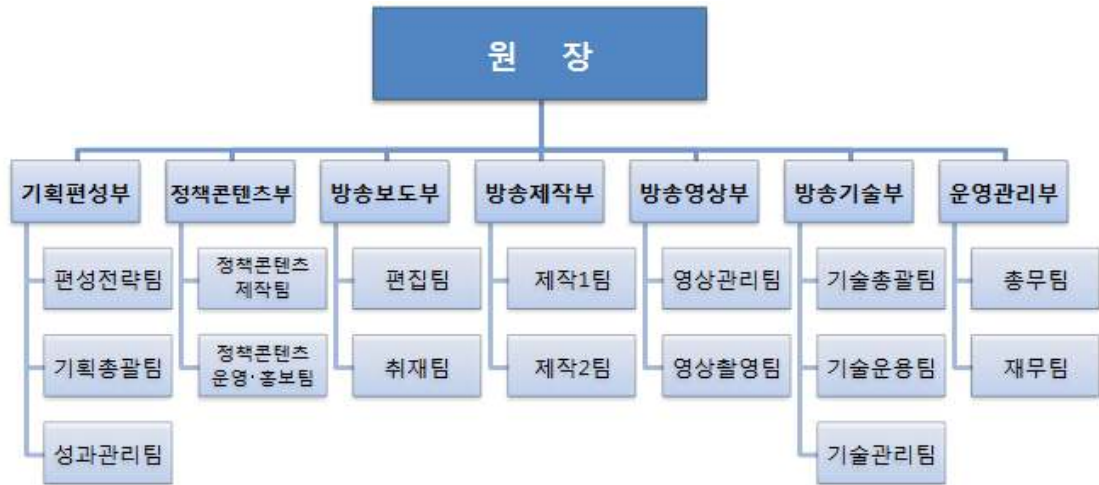 원 장
기획편성부 정책콘텐츠부 방송보도부 방송제작부 방송영상부 방송기술부 운영관리부
편성전략팀
기획총괄팀
성과관리팀
정책콘텐츠
제작팀
정책콘텐츠
운영·홍보팀
편집팀
취재팀
제작1팀
제작2팀
영상관리팀
영상촬영팀
기술총괄팀
기술운용팀
기술관리팀
총무팀
재무팀